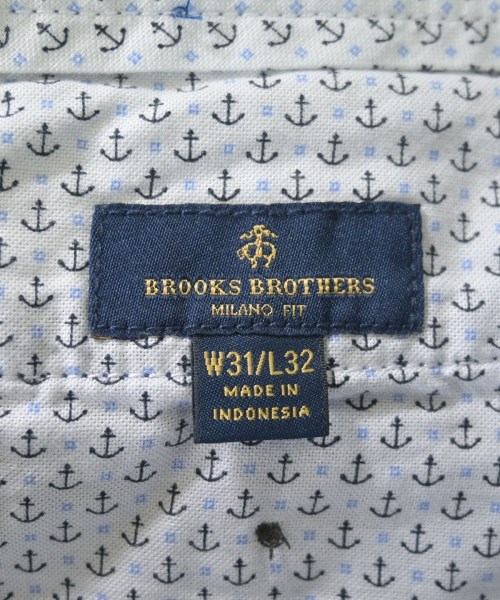 BROOKS BROTHERS
MILANO FIT
W31/L32
MADE IN
INDONESIA